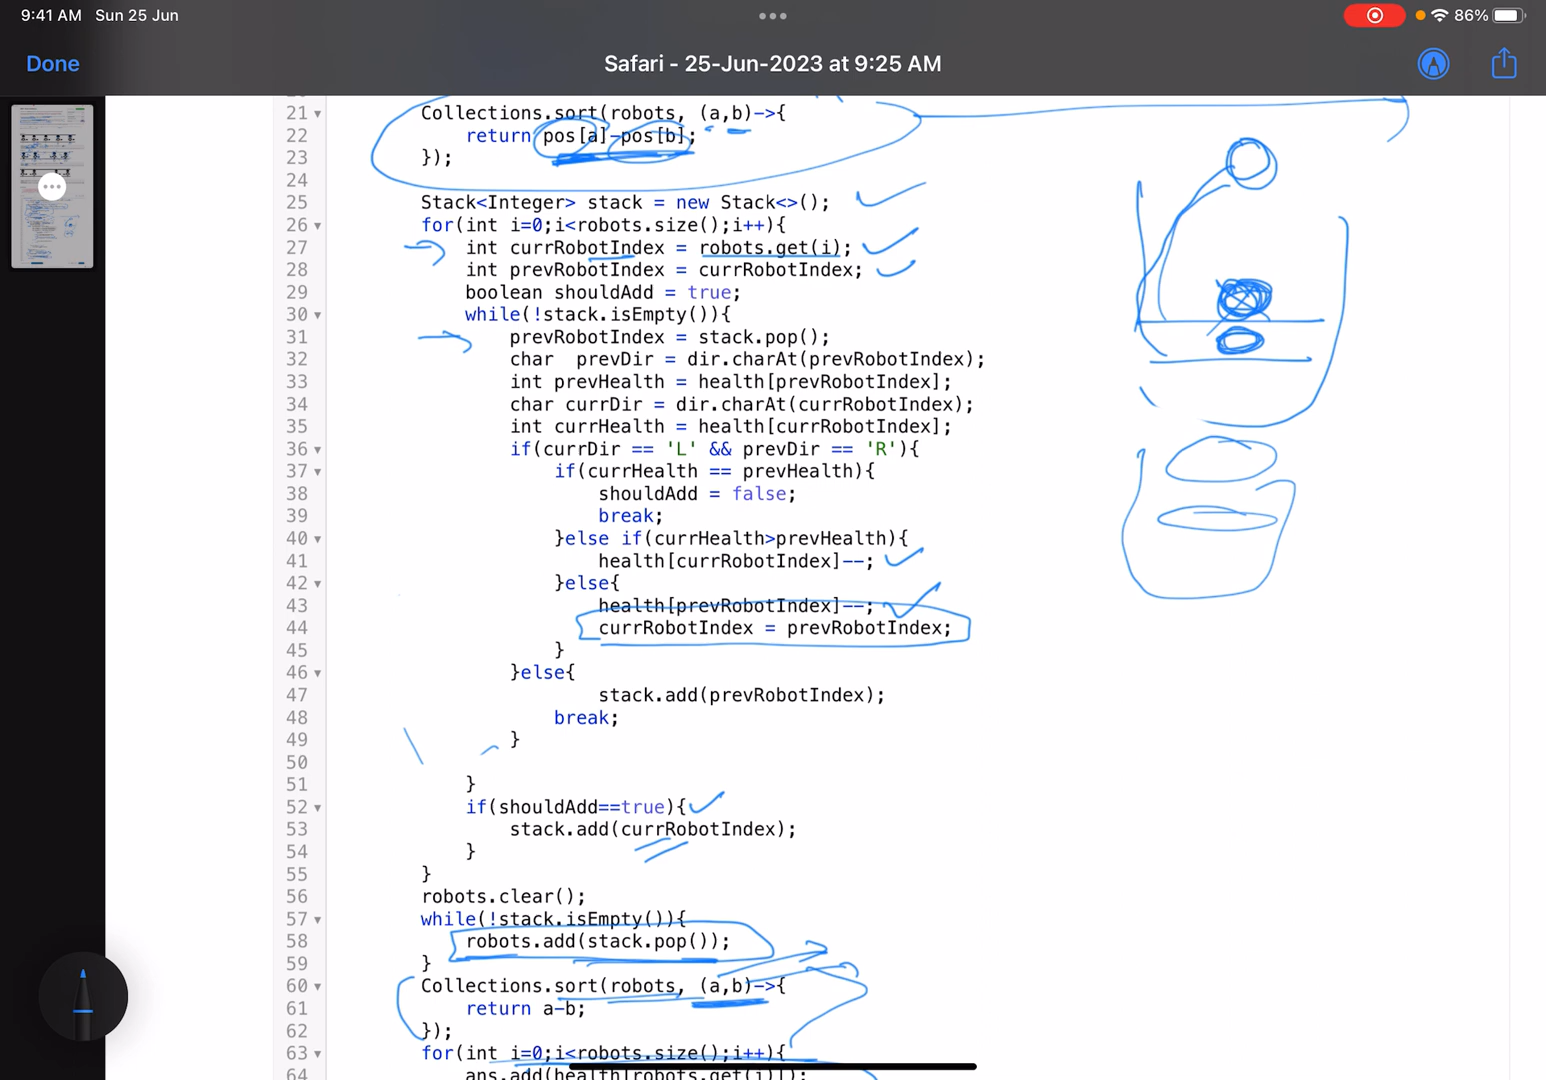 9:41 AM Sun 25 Jun
86%
Done
Safari - 25-Jun-2023 at 9:25 AM
21 Collections.sort(robots, (a,b)->{
22 return pos[a]-pos[b];
23 });
24
25 Stack<Integer> stack = new Stack<>();
26 for(int i=0;i<robots.size();i++){
27 int currRobotIndex = robots.get(i);
28 int prevRobotIndex = currRobotIndex;
29 boolean shouldAdd = true;
30 while(!stack.isEmpty()){
31 prevRobotIndex = stack.pop();
32 char  prevDir = dir.charAt(prevRobotIndex);
33 int prevHealth = health[prevRobotIndex];
34 char currDir = dir.charAt(currRobotIndex);
35 int currHealth = health[currRobotIndex];
36 if(currDir == 'L' && prevDir == 'R'){
37 if(currHealth == prevHealth){
38 shouldAdd = false;
39 break;
40 }else if(currHealth>prevHealth){
41 health[currRobotIndex]--;
42 }else{
43 health[prevRobotIndex]--;
44 currRobotIndex = prevRobotIndex;
45 }
46 }else{
47 stack.add(prevRobotIndex);
48 break;
49 }
50
51 }
52 if(shouldAdd==true){
53 stack.add(currRobotIndex);
54 }
55 }
56 robots.clear();
57 while(!stack.isEmpty()){
58 robots.add(stack.pop());
59 }
60 Collections.sort(robots, (a,b)->{
61 return a-b;
62 });
63 for(int i=0;i<robots.size();i++){
64 ans.add(health[robots.get(i)]);